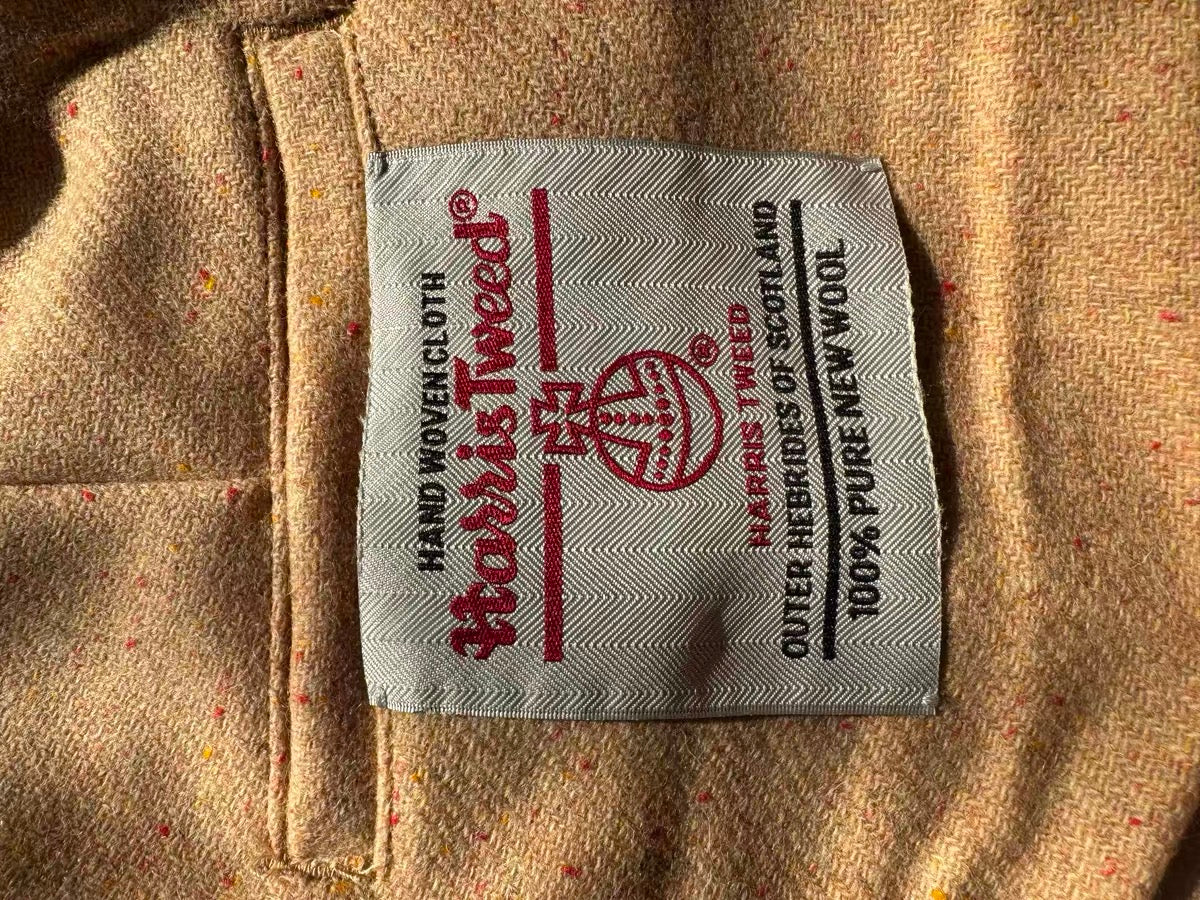 HAND WOVEN CLOTH
Harris Tweed®
®
HARRIS TWEED
OUTER HEBRIDES OF SCOTLAND
100% PURE NEW WOOL